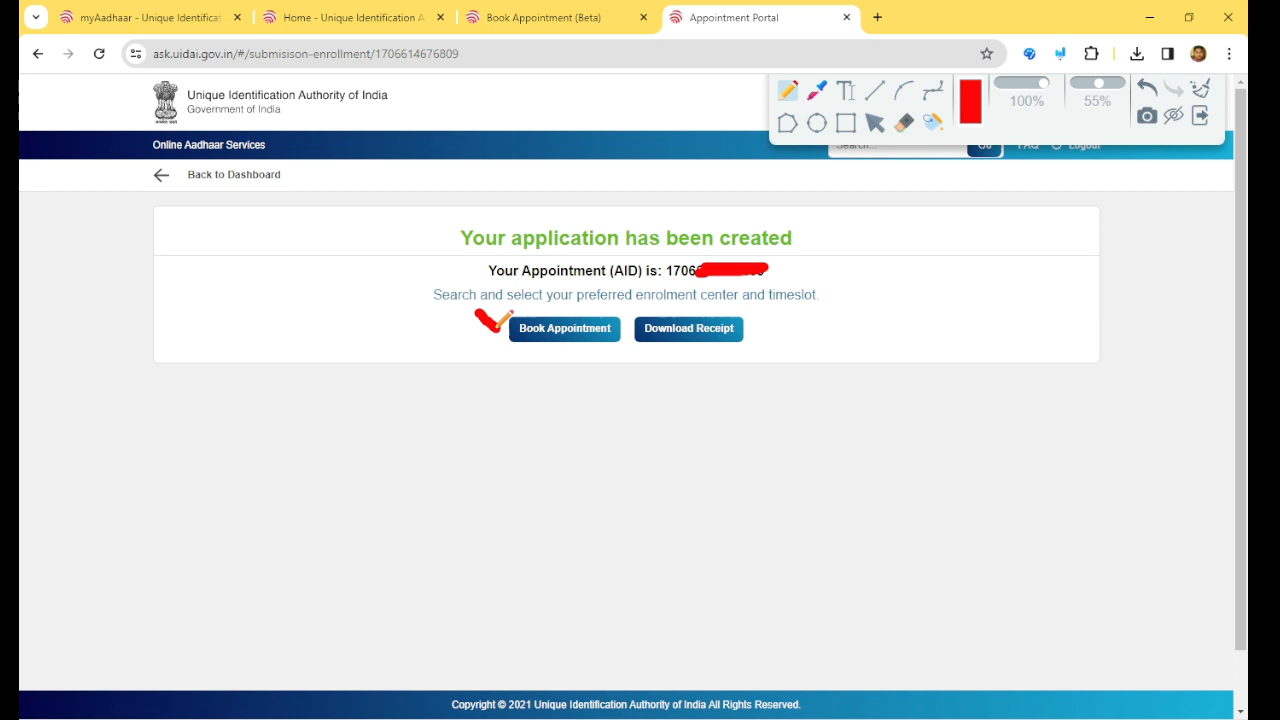 myAadhaar - Unique Identificat
Home - Unique Identification A
Book Appointment (Beta)
Appointment Portal
ask.uidai.gov.in/#/submisison-enrollment/1706614676809
Unique Identification Authority of India
Government of India
100%
55%
Online Aadhaar Services
Search...
Go
FAQ
Logout
Back to Dashboard
Your application has been created
Your Appointment (AID) is: 1706
Search and select your preferred enrolment center and timeslot.
Book Appointment
Download Receipt
Copyright © 2021 Unique Identification Authority of India All Rights Reserved.